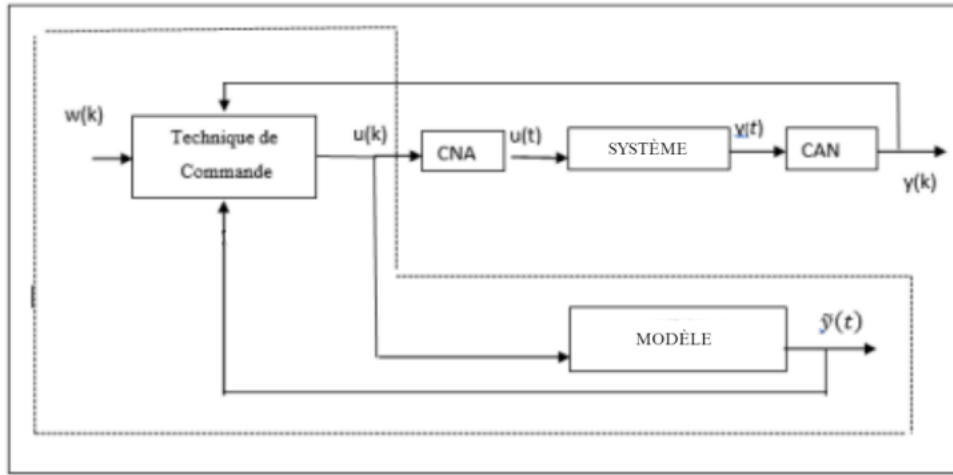 w(k)
Technique de
Commande
u(k)
CNA
u(t)
SYSTÈME
y(t)
CAN
y(k)
MODÈLE
ỹ(t)